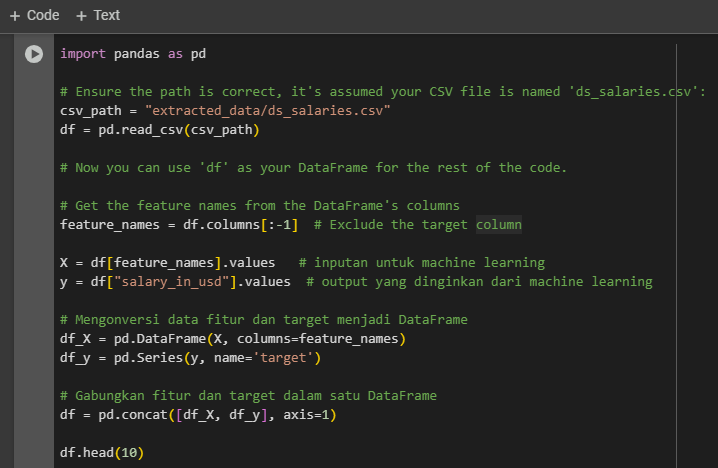 + Code + Text
import pandas as pd
# Ensure the path is correct, it's assumed your CSV file is named 'ds_salaries.csv':
csv_path = "extracted_data/ds_salaries.csv"
df = pd.read_csv(csv_path)
# Now you can use 'df' as your DataFrame for the rest of the code.
# Get the feature names from the DataFrame's columns
feature_names = df.columns[:-1]  # Exclude the target column
X = df[feature_names].values   # inputan untuk machine learning
y = df["salary_in_usd"].values  # output yang dinginkan dari machine learning
# Mengonversi data fitur dan target menjadi DataFrame
df_X = pd.DataFrame(X, columns=feature_names)
df_y = pd.Series(y, name='target')
# Gabungkan fitur dan target dalam satu DataFrame
df = pd.concat([df_X, df_y], axis=1)
df.head(10)